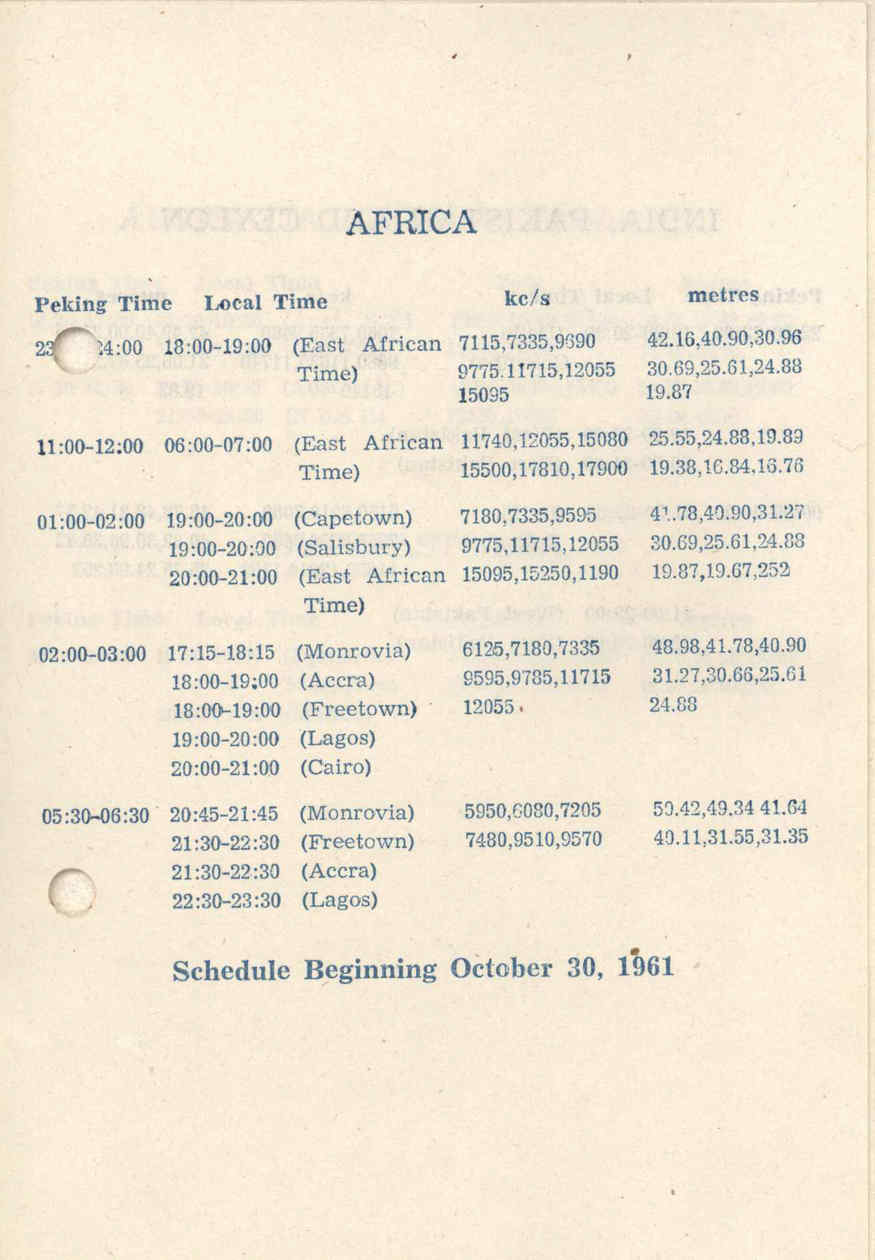 AFRICA
Peking Time Local Time kc/s metres
18:00-19:00 (East African 7115,7335,9690 42.16,40.90,30.96
Time) 9775,11715,12055 30.69,25.61,24.88
15095 19.87
11:00-12:00 06:00-07:00 (East African 11740,12055,15080 25.55,24.88,19.89
Time) 15500,17810,17900 19.38,16.84,16.76
01:00-02:00 19:00-20:00 (Capetown) 7180,7335,9595 41.78,40.90,31.27
19:00-20:00 (Salisbury) 9775,11715,12055 30.69,25.61,24.88
20:00-21:00 (East African 15095,15250,1190 19.87,19.67,252
Time)
02:00-03:00 17:15-18:15 (Monrovia) 6125,7180,7335 48.98,41.78,40.90
18:00-19:00 (Accra) 9595,9785,11715 31.27,30.66,25.61
18:00-19:00 (Freetown) 12055 24.88
19:00-20:00 (Lagos)
20:00-21:00 (Cairo)
05:30-06:30 20:45-21:45 (Monrovia) 5950,6080,7205 50.42,49.34 41.64
21:30-22:30 (Freetown) 7480,9510,9570 40.11,31.55,31.35
21:30-22:30 (Accra)
22:30-23:30 (Lagos)
Schedule Beginning October 30, 1961